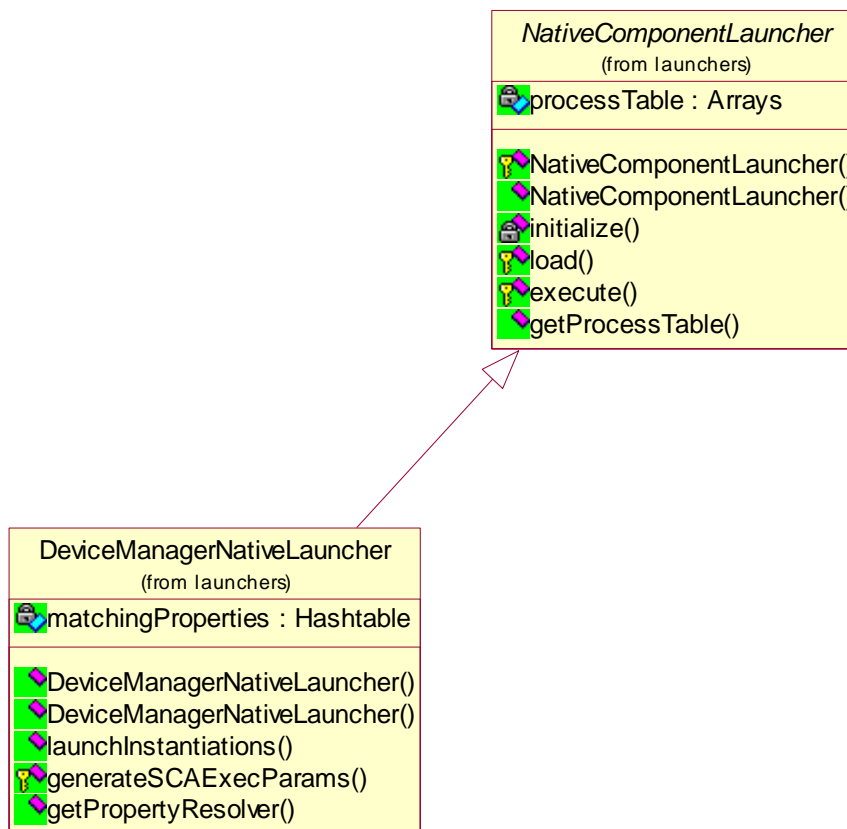 NativeComponentLauncher
(from launchers)
processTable : Arrays
NativeComponentLauncher()
NativeComponentLauncher()
initialize()
load()
execute()
getProcessTable()
DeviceManagerNativeLauncher
(from launchers)
matchingProperties : Hashtable
DeviceManagerNativeLauncher()
DeviceManagerNativeLauncher()
launchInstantiations()
generateSCAExecParams()
getPropertyResolver()